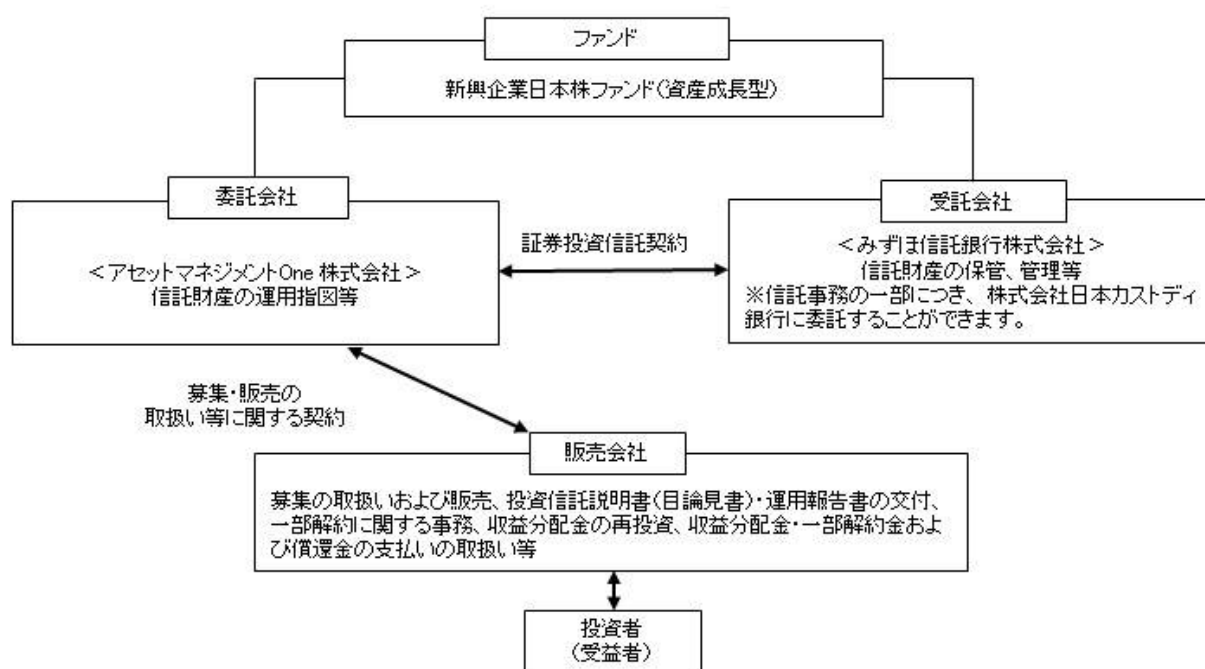 ファンド
新興企業日本株ファンド(資産成長型)
委託会社
<アセットマネジメントOne 株式会社>
信託財産の運用指図等
証券投資信託契約
受託会社
<みずほ信託銀行株式会社>
信託財産の保管、管理等
※信託事務の一部につき、株式会社日本カストディ
銀行に委託することができます。
募集・販売の
取扱い等に関する契約
販売会社
募集の取扱いおよび販売、投資信託説明書(目論見書)・運用報告書の交付、
一部解約に関する事務、収益分配金の再投資、収益分配金・一部解約金およ
び償還金の支払いの取扱い等
投資者
(受益者)